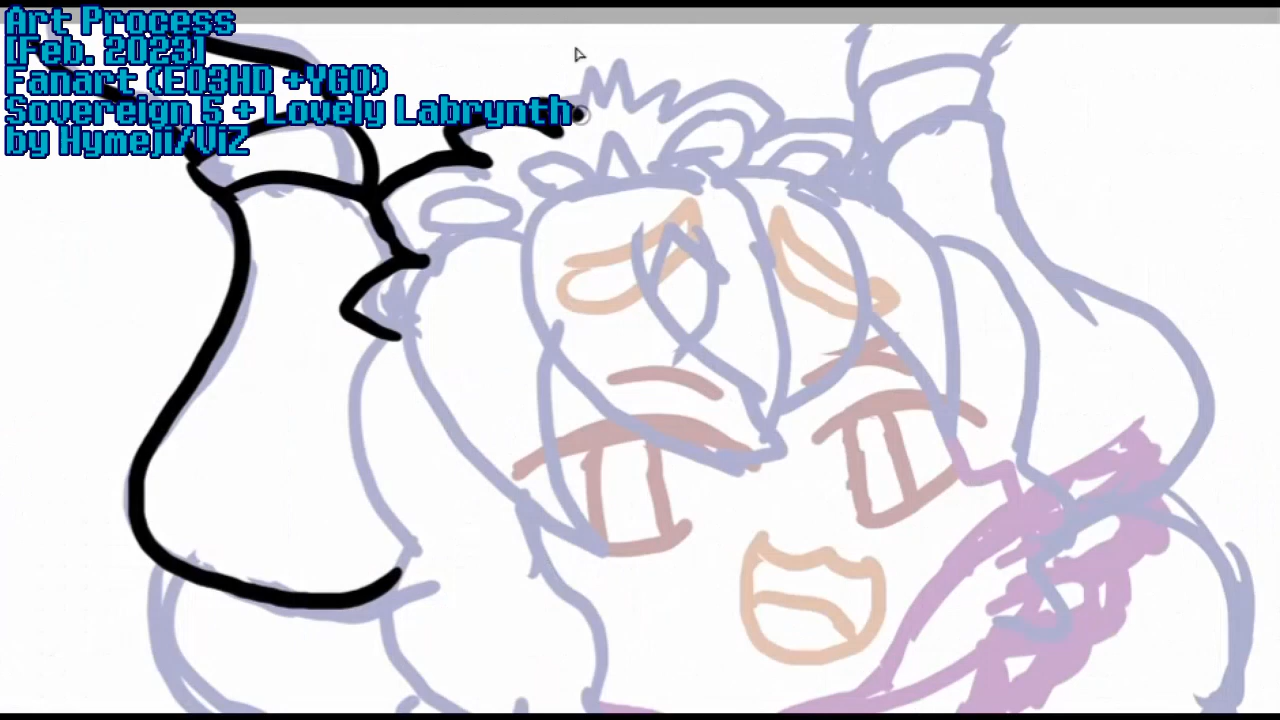 Art Process
[Feb. 2023]
Fanart (EO3HD +YGO)
Sovereign 5 + Lovely Labrynth
by Hymeji/ViZ